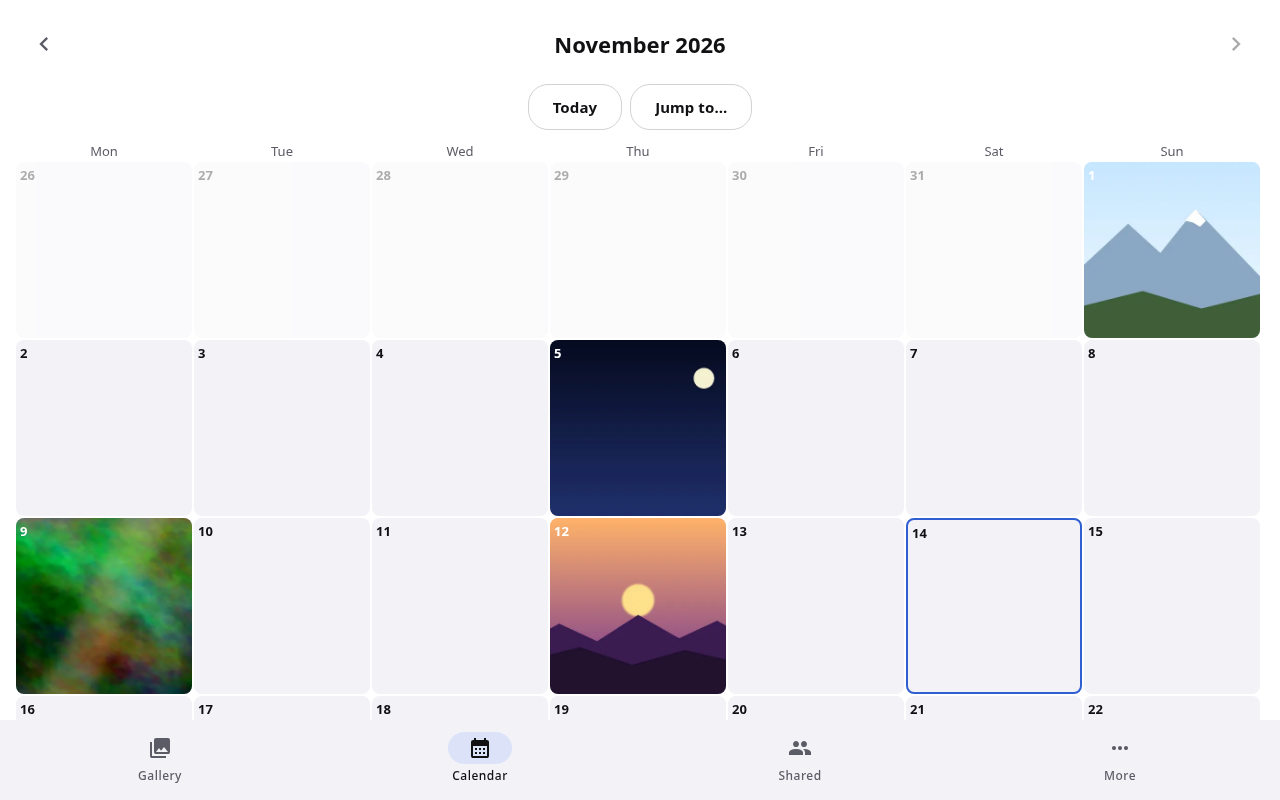 November 2026
Today Jump to...
Mon Tue Wed Thu Fri Sat Sun
26 27 28 29 30 31 1
2 3 4 5 6 7 8
9 10 11 12 13 14 15
16 17 18 19 20 21 22
Gallery Calendar Shared More